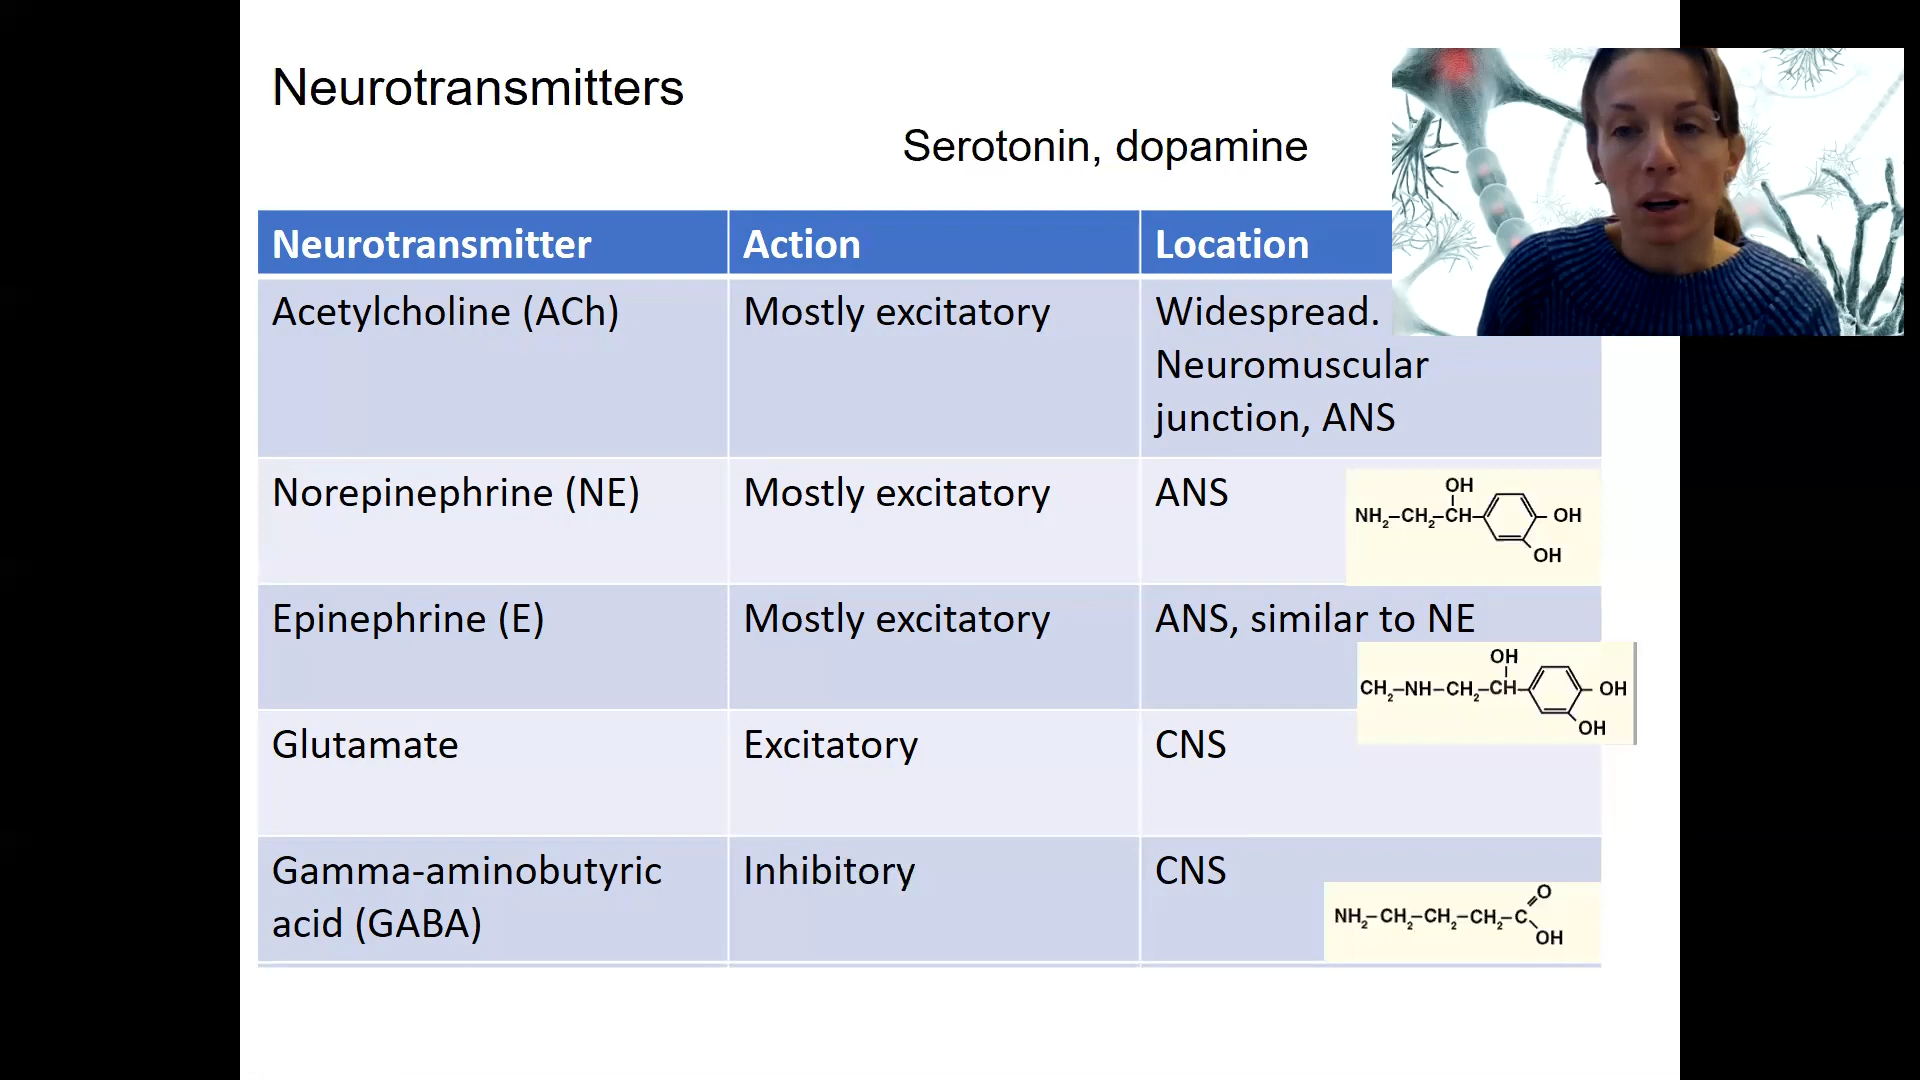 Neurotransmitters
Serotonin, dopamine
Neurotransmitter Action Location
Acetylcholine (ACh) Mostly excitatory Widespread.
Neuromuscular
junction, ANS
Norepinephrine (NE) Mostly excitatory ANS
OH
NH₂–CH₂–CH OH
OH
Epinephrine (E) Mostly excitatory ANS, similar to NE
OH
CH₂–NH–CH₂–CH OH
OH
Glutamate Excitatory CNS
Gamma-aminobutyric Inhibitory CNS
acid (GABA)
O
NH₂–CH₂–CH₂–CH₂–C
OH